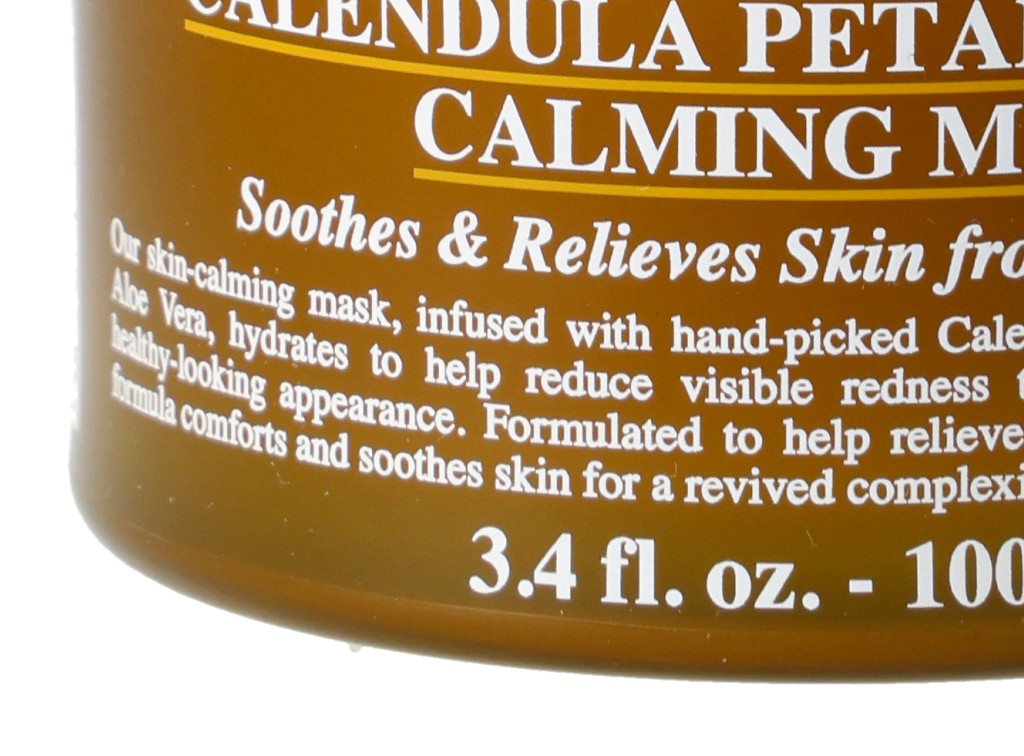 CALENDULA PETA
CALMING M
Soothes & Relieves Skin fro
Our skin-calming mask, infused with hand-picked Cale
Aloe Vera, hydrates to help reduce visible redness t
healthy-looking appearance. Formulated to help relieve
formula comforts and soothes skin for a revived complexi
3.4 fl. oz. - 100